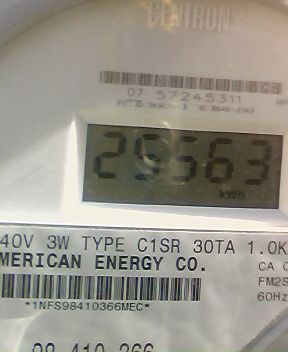 CENTRON
07 57245311
29563
kWh
40V 3W TYPE C1SR 30TA 1.0K
MERICAN ENERGY CO.
CA
FM2S
60Hz
*1NFS98410366MEC*